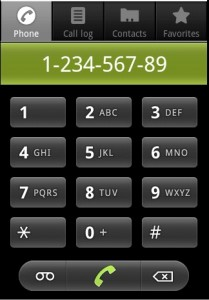 Phone Call log Contacts Favorites
1-234-567-89
1 2 ABC 3 DEF
4 GHI 5 JKL 6 MNO
7 PQRS 8 TUV 9 WXYZ
* 0 + #